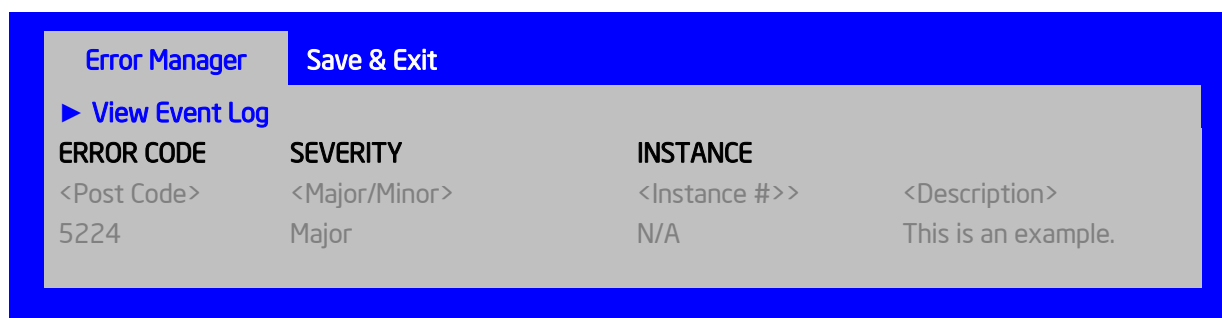 Error Manager Save & Exit
► View Event Log
ERROR CODE SEVERITY INSTANCE
<Post Code> <Major/Minor> <Instance #>> <Description>
5224 Major N/A This is an example.